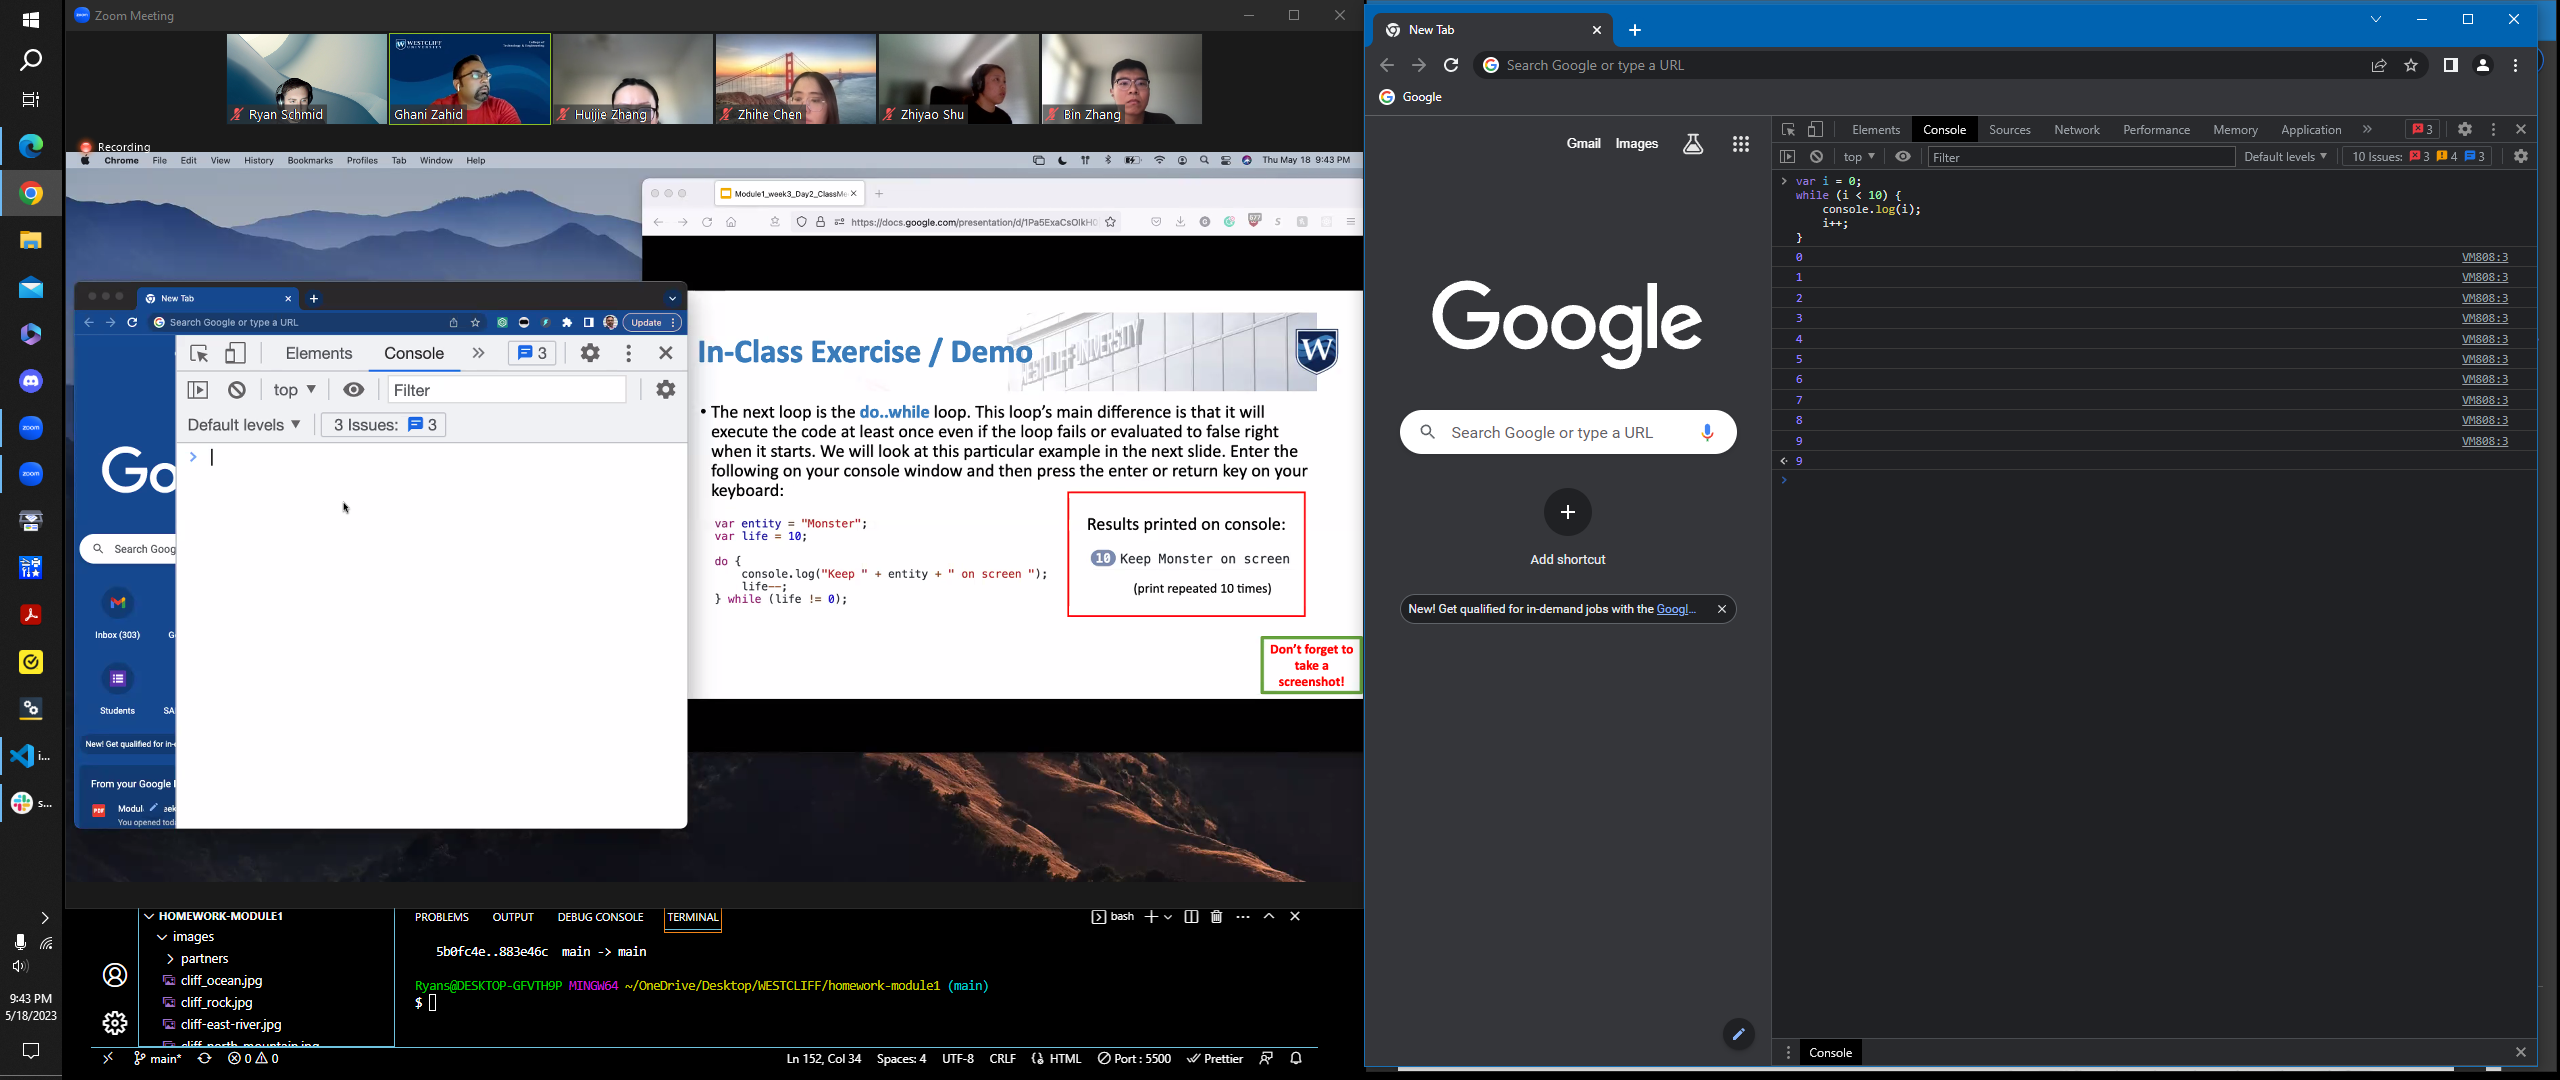 Zoom Meeting
WESTCLIFF
UNIVERSITY
Ryan Schmid
Ghani Zahid
Huijie Zhang
Zhihe Chen
Zhiyao Shu
Bin Zhang
Recording
Chrome File Edit View History Bookmarks Profiles Tab Window Help
Thu May 18 9:43 PM
Module1_week3_Day2_ClassMe
https://docs.google.com/presentation/d/1Pa5ExaCsOlkH
New Tab
Search Google or type a URL
Update
Elements Console » 3
top ▼ Filter
Default levels ▼ 3 Issues: 3
>
Go
Search Goog
Inbox (303)
Students
New! Get qualified for in-
From your Google
PDF
Modul
You opened toda
In-Class Exercise / Demo
WESTCLIFF UNIVERSITY
W
• The next loop is the do..while loop. This loop's main difference is that it will
execute the code at least once even if the loop fails or evaluated to false right
when it starts. We will look at this particular example in the next slide. Enter the
following on your console window and then press the enter or return key on your
keyboard:
var entity = "Monster";
var life = 10;
do {
console.log("Keep " + entity + " on screen ");
life--;
} while (life != 0);
Results printed on console:
10 Keep Monster on screen
(print repeated 10 times)
Don't forget to
take a
screenshot!
zoom
zoom
i...
s...
9:43 PM
5/18/2023
HOMEWORK-MODULE1
images
partners
cliff_ocean.jpg
cliff_rock.jpg
cliff-east-river.jpg
cliff_north_mountain.jpg
PROBLEMS OUTPUT DEBUG CONSOLE TERMINAL
bash
5b0fc4e..883e46c main -> main
Ryans@DESKTOP-GFVTH9P MINGW64 ~/OneDrive/Desktop/WESTCLIFF/homework-module1 (main)
$
main* 0 0
Ln 152, Col 34 Spaces: 4 UTF-8 CRLF HTML Port : 5500 Prettier
New Tab
Search Google or type a URL
Google
Gmail Images
Google
Search Google or type a URL
Add shortcut
New! Get qualified for in-demand jobs with the Googl...
Elements Console Sources Network Performance Memory Application » 3
top ▼ Filter Default levels ▼ 10 Issues: 3 4 3
> var i = 0;
while (i < 10) {
console.log(i);
i++;
}
0 VM808:3
1 VM808:3
2 VM808:3
3 VM808:3
4 VM808:3
5 VM808:3
6 VM808:3
7 VM808:3
8 VM808:3
9 VM808:3
9
>
Console